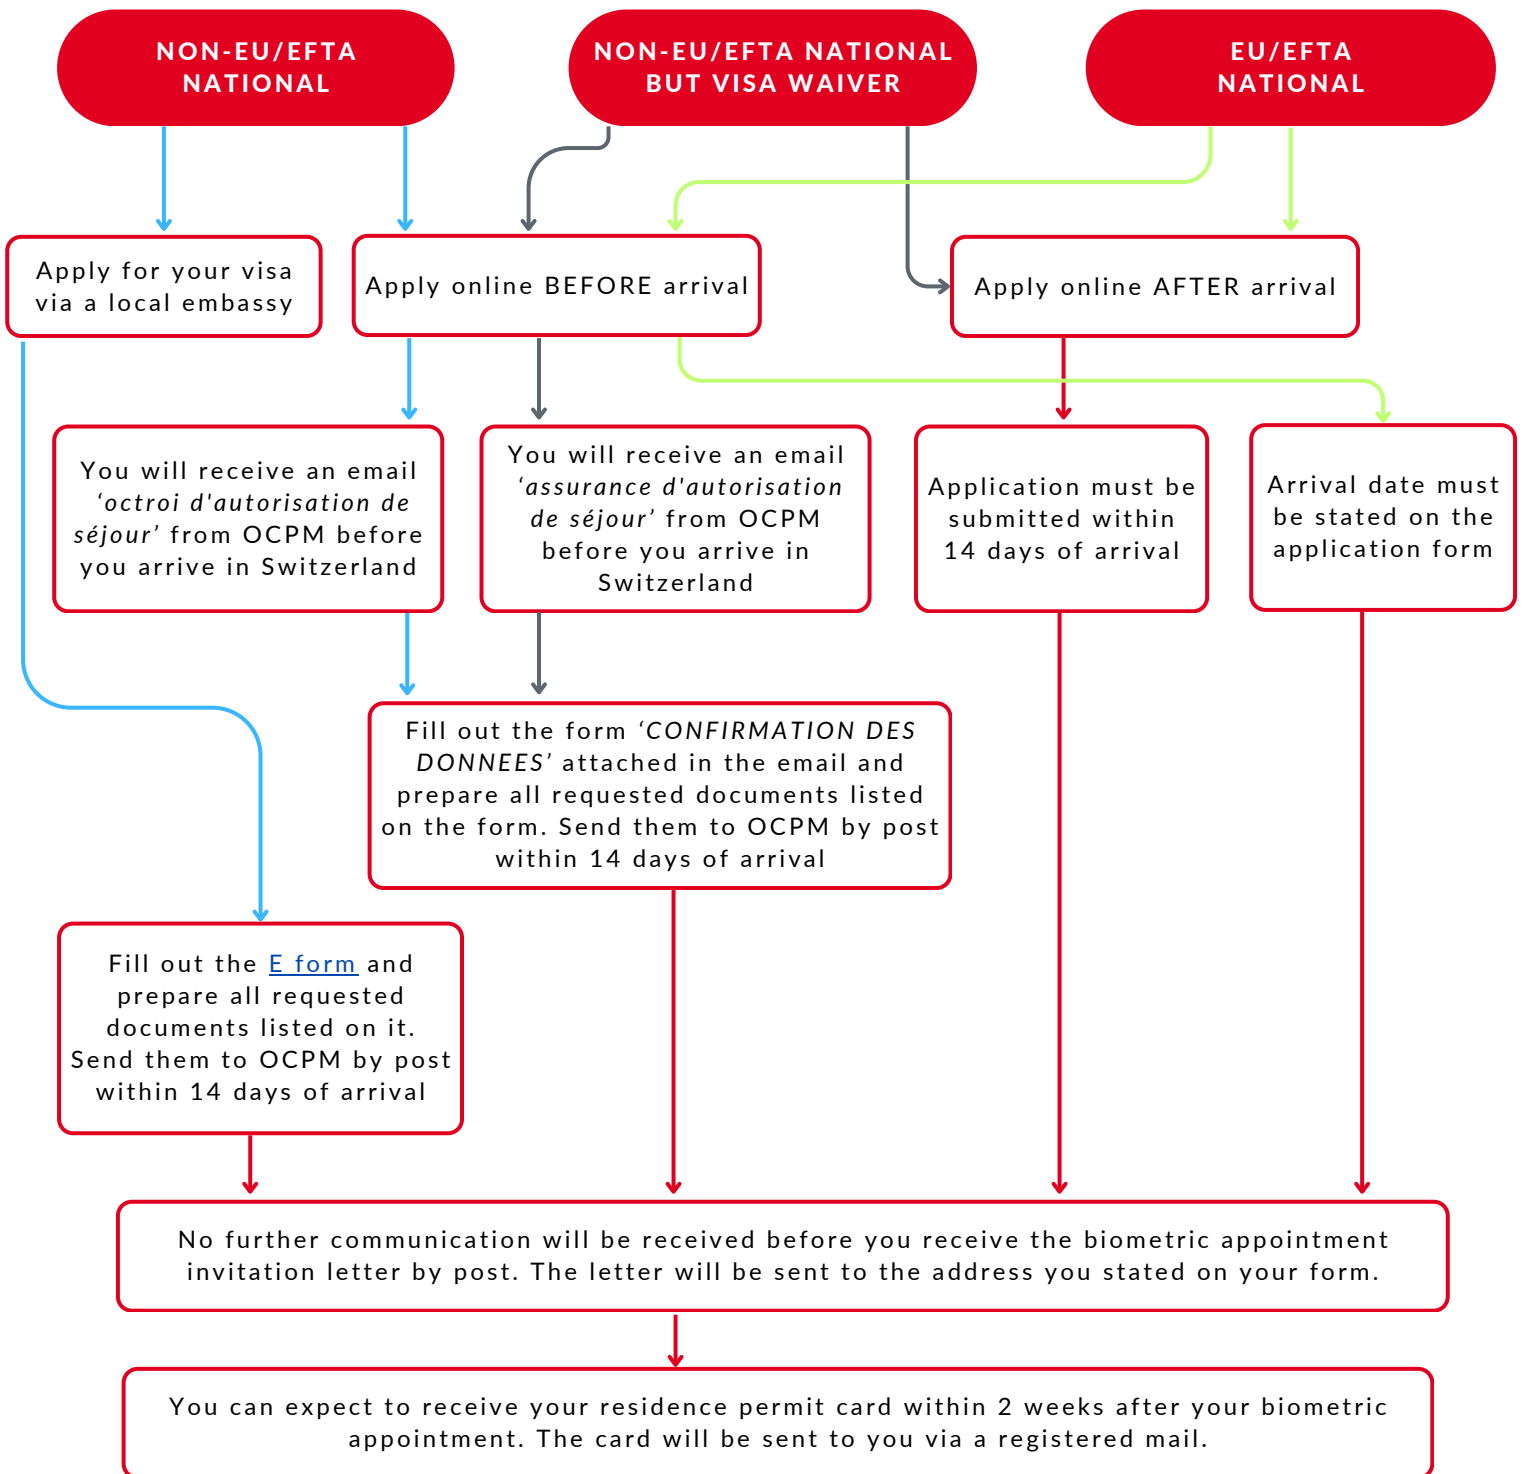 NON-EU/EFTA
NATIONAL
NON-EU/EFTA NATIONAL
BUT VISA WAIVER
EU/EFTA
NATIONAL
Apply for your visa
via a local embassy
Apply online BEFORE arrival
Apply online AFTER arrival
You will receive an email
‘octroi d'autorisation de
séjour’ from OCPM before
you arrive in Switzerland
You will receive an email
‘assurance d'autorisation
de séjour’ from OCPM
before you arrive in
Switzerland
Application must be
submitted within
14 days of arrival
Arrival date must
be stated on the
application form
Fill out the form ‘CONFIRMATION DES
DONNEES’ attached in the email and
prepare all requested documents listed
on the form. Send them to OCPM by post
within 14 days of arrival
Fill out the E form and
prepare all requested
documents listed on it.
Send them to OCPM by post
within 14 days of arrival
No further communication will be received before you receive the biometric appointment
invitation letter by post. The letter will be sent to the address you stated on your form.
You can expect to receive your residence permit card within 2 weeks after your biometric
appointment. The card will be sent to you via a registered mail.